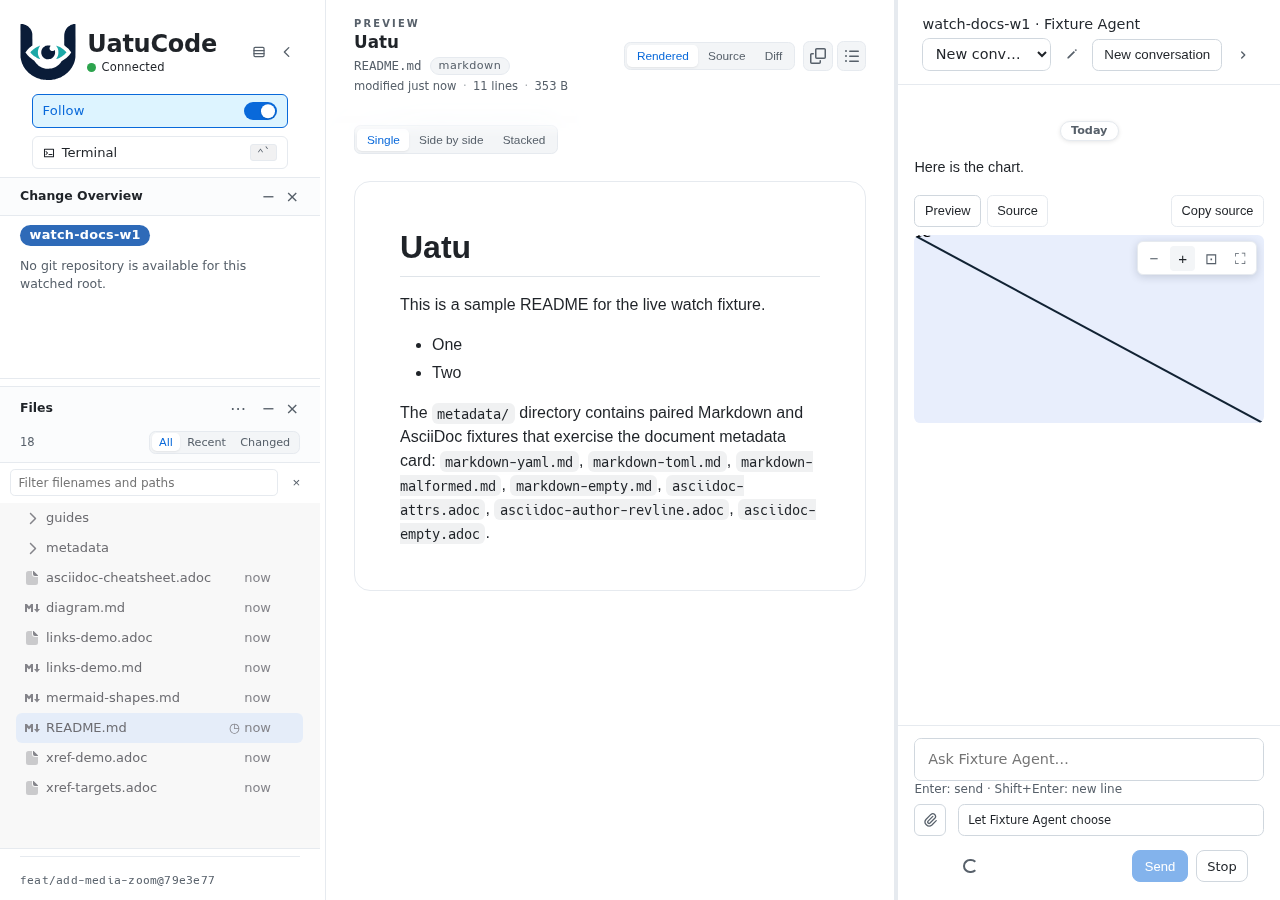 UatuCode
Connected
Follow
Terminal
^`
Change Overview
watch-docs-w1
No git repository is available for this
watched root.
Files
18
All Recent Changed
Filter filenames and paths
guides
metadata
asciidoc-cheatsheet.adoc now
diagram.md now
links-demo.adoc now
links-demo.md now
mermaid-shapes.md now
README.md now
xref-demo.adoc now
xref-targets.adoc now
feat/add-media-zoom@79e3e77
PREVIEW
Uatu
README.md markdown
modified just now · 11 lines · 353 B
Rendered Source Diff
Single Side by side Stacked
Uatu
This is a sample README for the live watch fixture.
• One
• Two
The metadata/ directory contains paired Markdown and
AsciiDoc fixtures that exercise the document metadata
card: markdown-yaml.md, markdown-toml.md, markdown-
malformed.md, markdown-empty.md, asciidoc-
attrs.adoc, asciidoc-author-revline.adoc, asciidoc-
empty.adoc.
watch-docs-w1 · Fixture Agent
New conv… New conversation
Today
Here is the chart.
Preview Source Copy source
Ask Fixture Agent…
Enter: send · Shift+Enter: new line
Let Fixture Agent choose
Send Stop